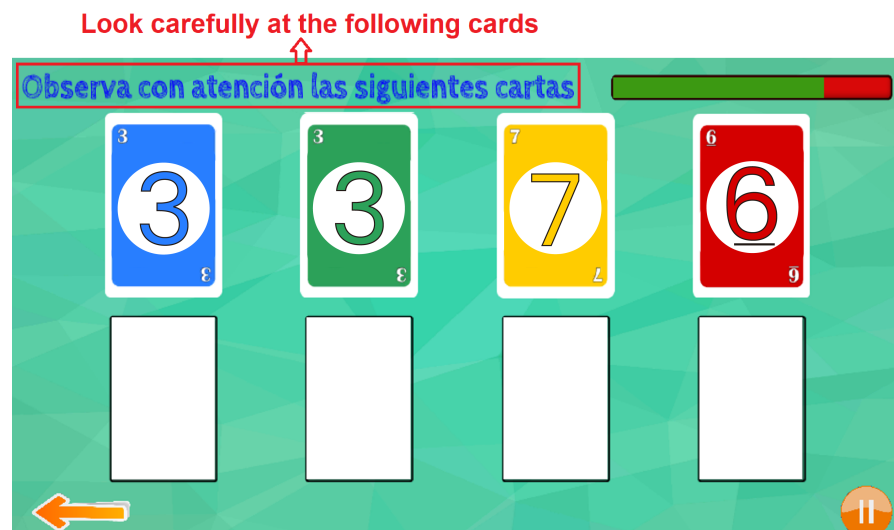 Look carefully at the following cards
Observa con atención las siguientes cartas
3 3 7 6
3 3 7 6
3 3 7 6